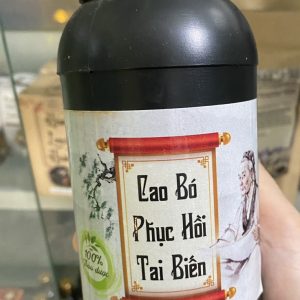 Cao Bó
Phục Hồi
Tai Biến
100%